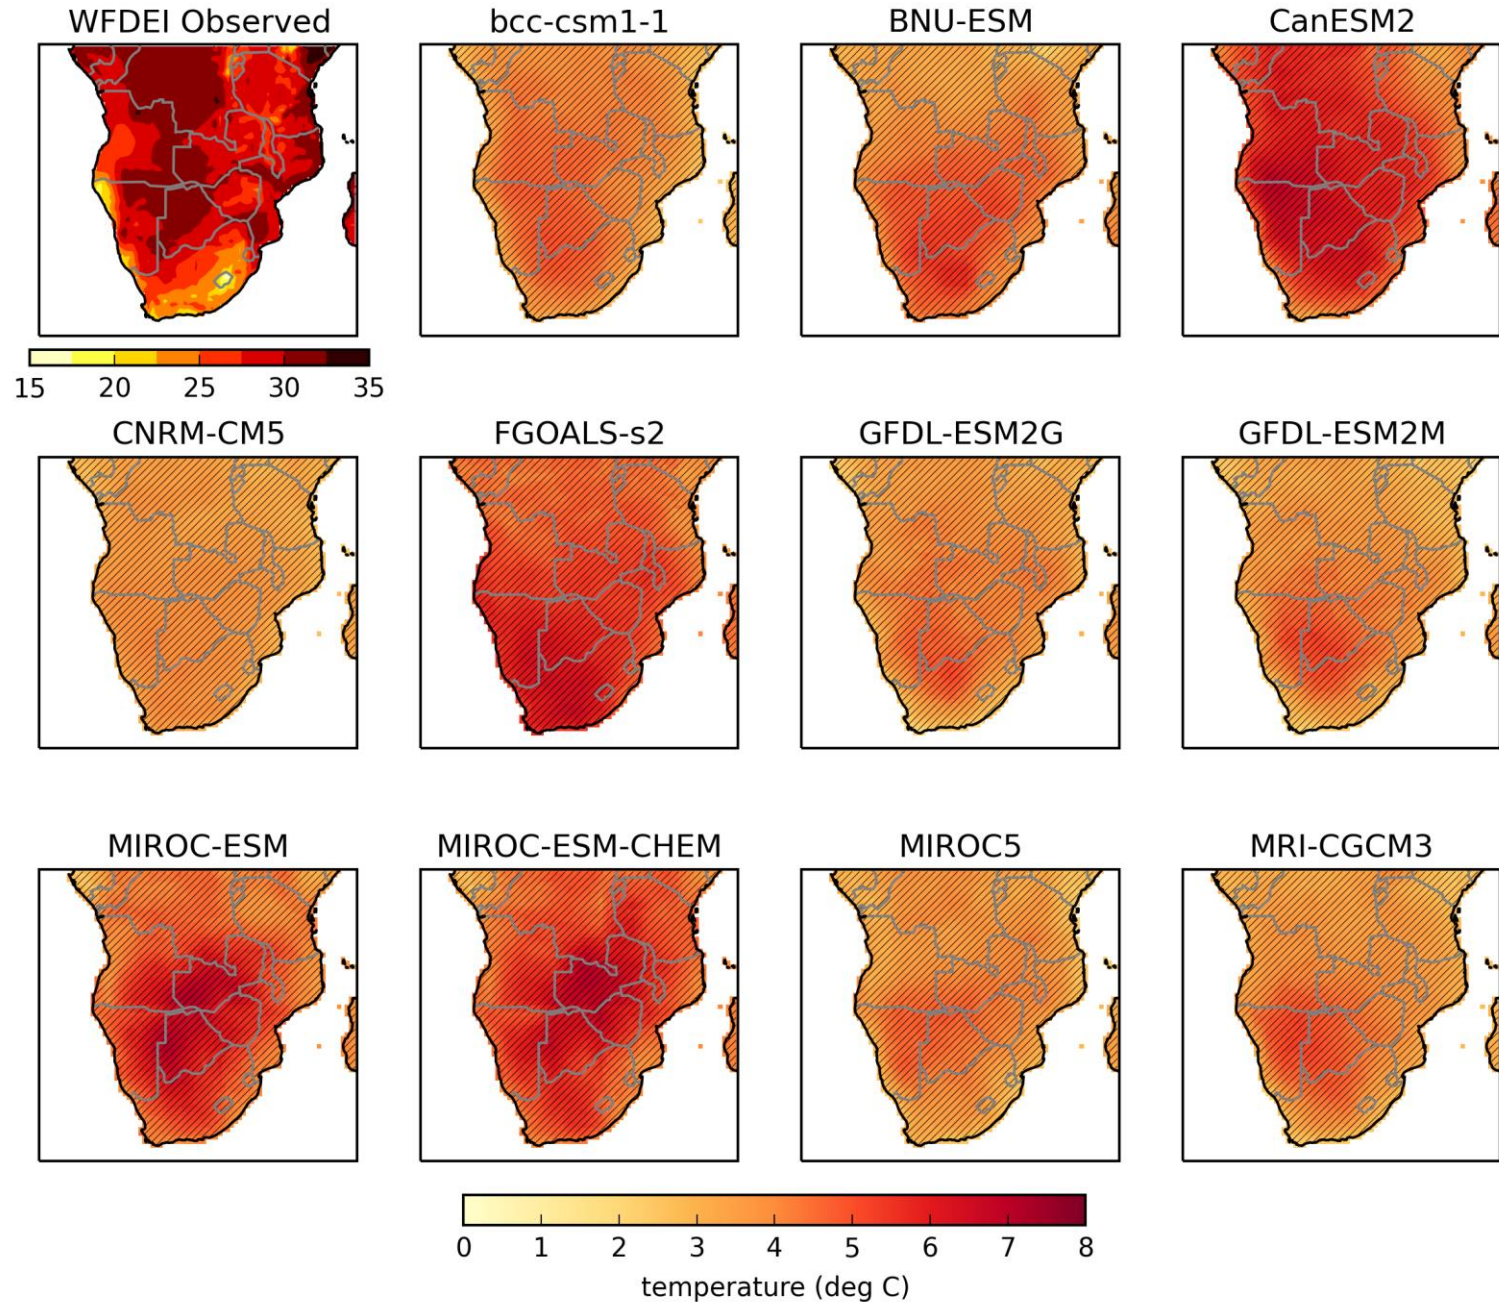 WFDEI Observed bcc-csm1-1 BNU-ESM CanESM2
15 20 25 30 35
CNRM-CM5 FGOALS-s2 GFDL-ESM2G GFDL-ESM2M
MIROC-ESM MIROC-ESM-CHEM MIROC5 MRI-CGCM3
0 1 2 3 4 5 6 7 8
temperature (deg C)